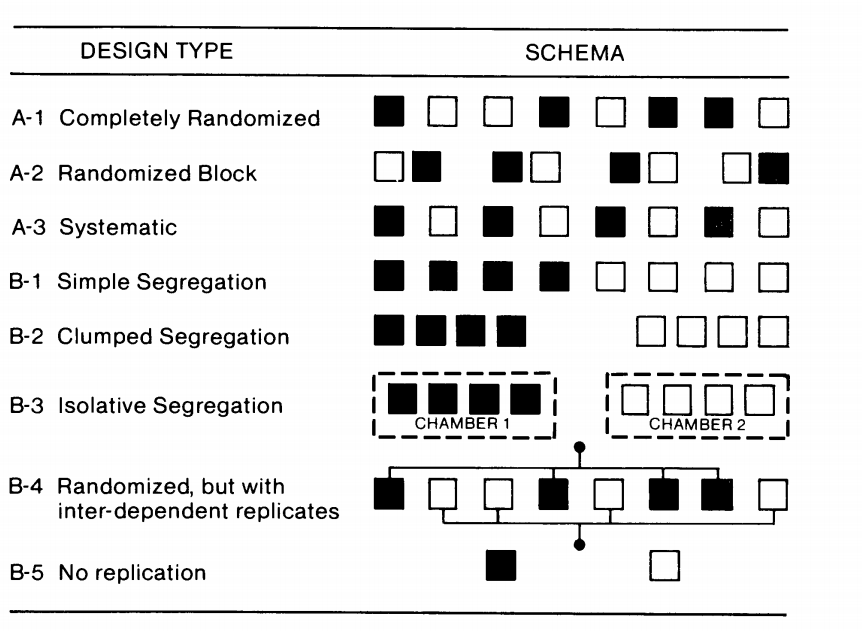 DESIGN TYPE SCHEMA
A-1 Completely Randomized
A-2 Randomized Block
A-3 Systematic
B-1 Simple Segregation
B-2 Clumped Segregation
B-3 Isolative Segregation
CHAMBER 1 CHAMBER 2
B-4 Randomized, but with
inter-dependent replicates
B-5 No replication